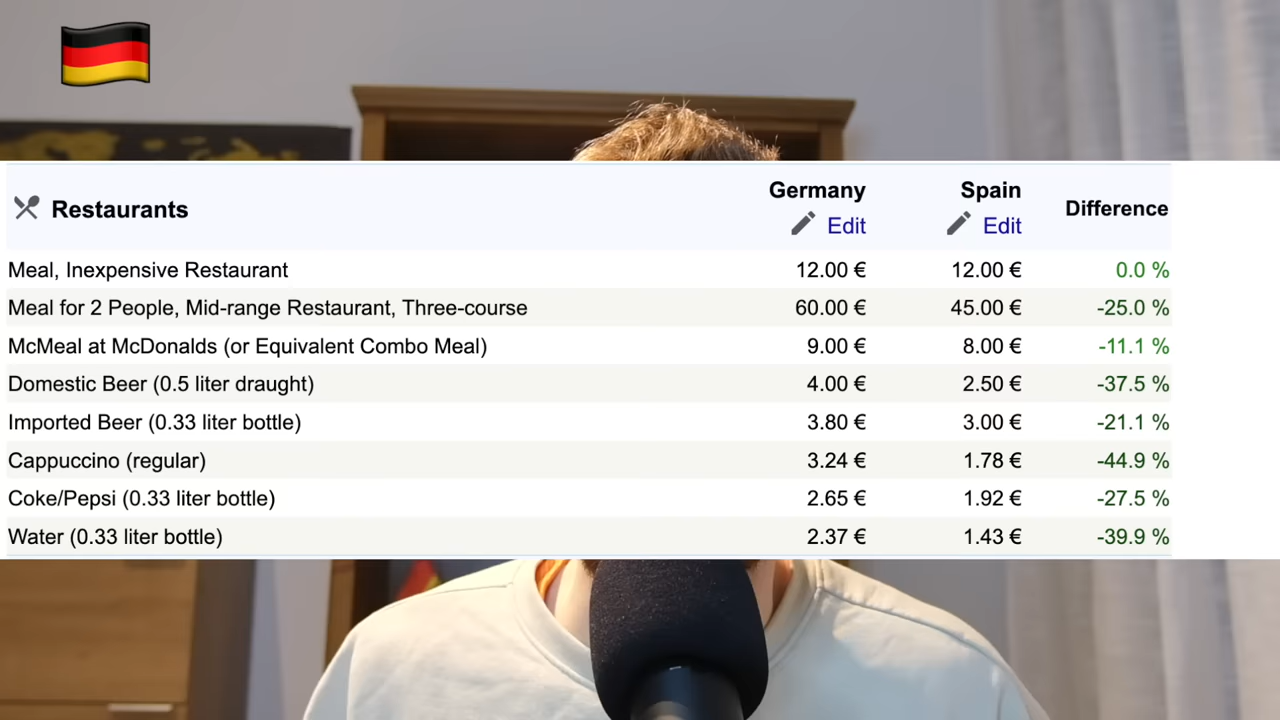 Restaurants Germany Edit Spain Edit Difference
Meal, Inexpensive Restaurant 12.00 € 12.00 € 0.0 %
Meal for 2 People, Mid-range Restaurant, Three-course 60.00 € 45.00 € -25.0 %
McMeal at McDonalds (or Equivalent Combo Meal) 9.00 € 8.00 € -11.1 %
Domestic Beer (0.5 liter draught) 4.00 € 2.50 € -37.5 %
Imported Beer (0.33 liter bottle) 3.80 € 3.00 € -21.1 %
Cappuccino (regular) 3.24 € 1.78 € -44.9 %
Coke/Pepsi (0.33 liter bottle) 2.65 € 1.92 € -27.5 %
Water (0.33 liter bottle) 2.37 € 1.43 € -39.9 %